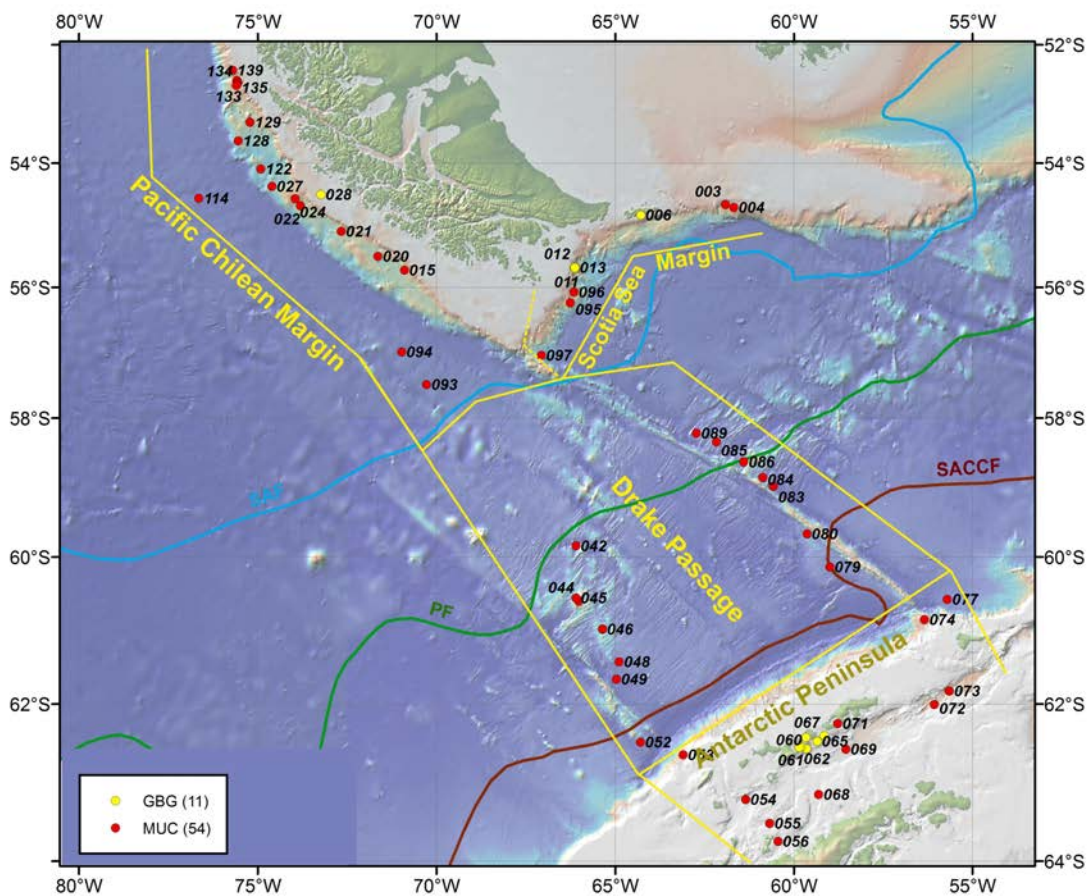 80°W
75°W
70°W
65°W
60°W
55°W
52°S
54°S
56°S
58°S
60°S
62°S
64°S
54°S
56°S
58°S
60°S
62°S
80°W
75°W
70°W
65°W
60°W
55°W
134
139
135
133
129
128
122
027
028
114
022
024
021
020
015
094
093
003
004
006
012
013
011
096
095
097
089
085
086
084
083
080
079
077
074
073
072
042
044
045
046
048
049
052
053
067
071
060
065
069
061
062
054
068
055
056
Pacific Chilean Margin
Scotia Sea
Margin
Drake Passage
Antarctic Peninsula
SAF
PF
SACCF
GBG (11)
MUC (54)